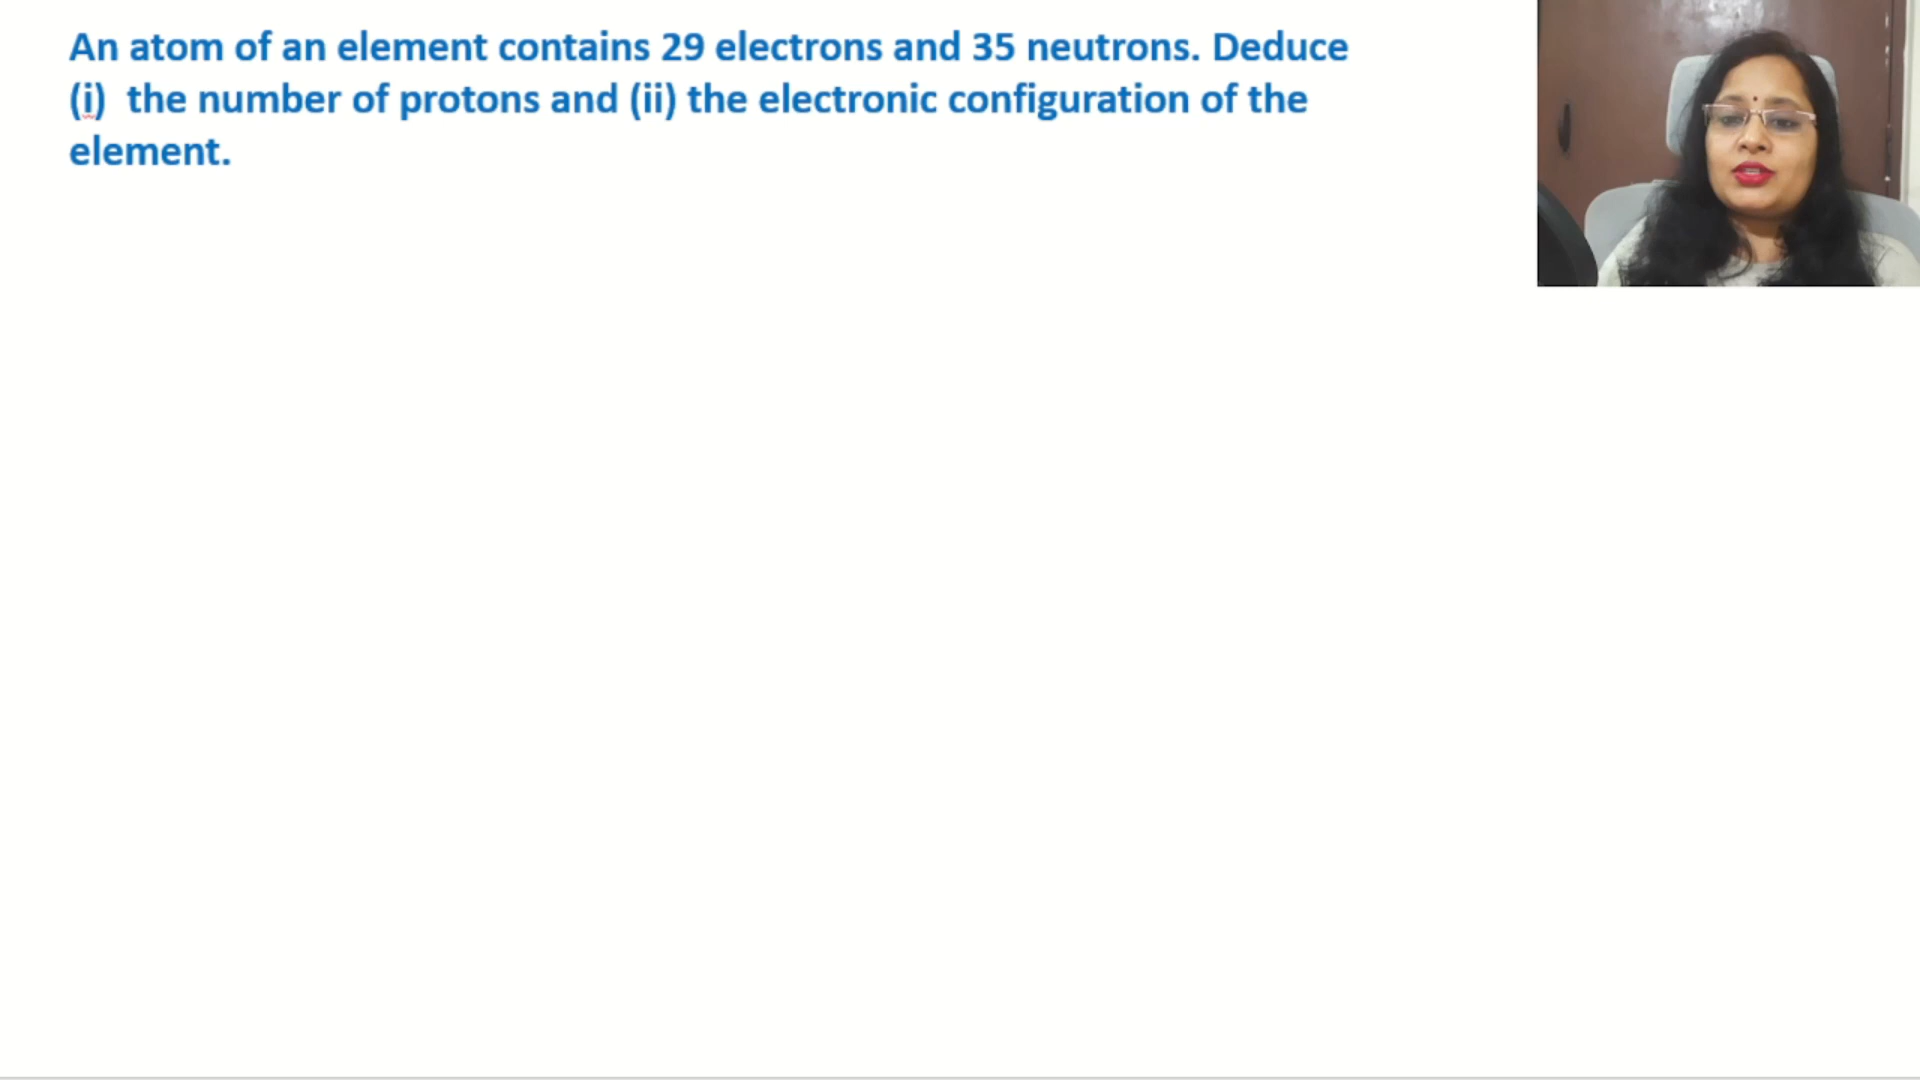 An atom of an element contains 29 electrons and 35 neutrons. Deduce
(i)  the number of protons and (ii) the electronic configuration of the
element.